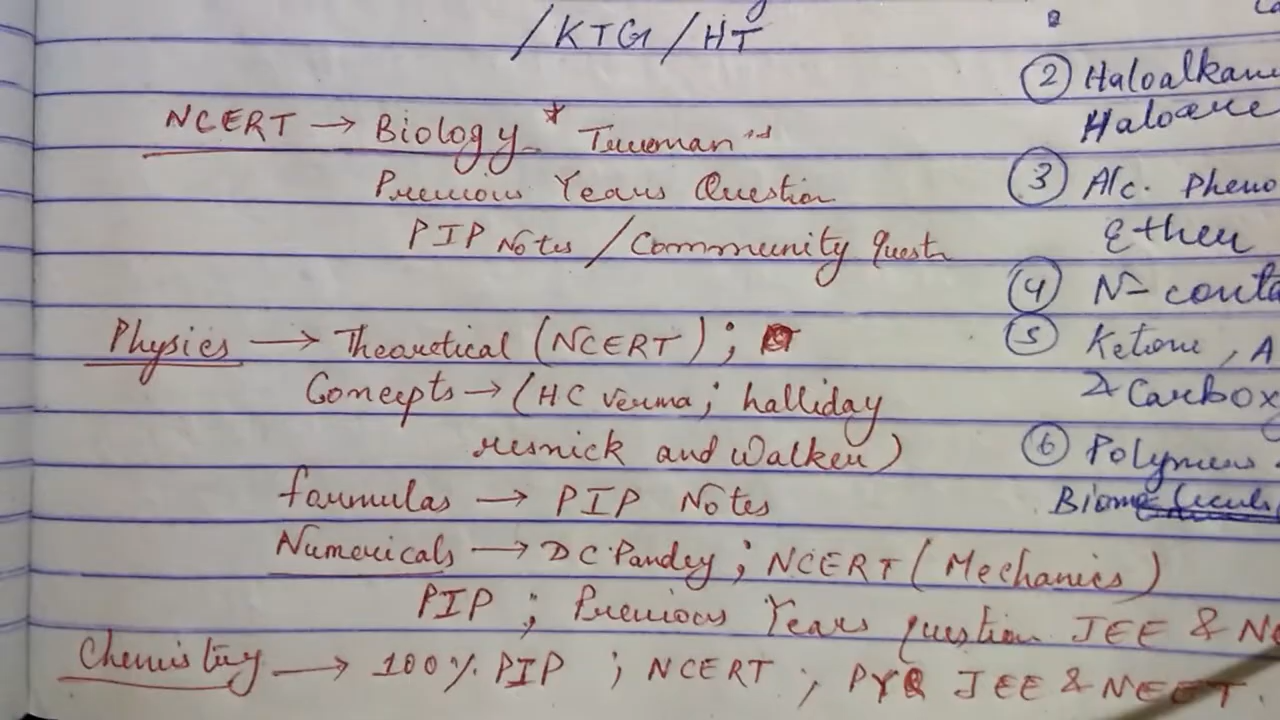 /KTG/HT
NCERT → Biology * Trueman"
Previous Years Question
PIP Notes / Community Quest
Physics → Theoretical (NCERT);
Concepts → (HC Verma; halliday
resnick and Walker)
formulas → PIP Notes
Numericals → DC Pandey; NCERT (Mechanics)
PIP; Previous Years question JEE & NE
Chemistry → 100% PIP; NCERT; PYQ JEE & NEET.
② Haloalkane
Haloarene
③ Alc. Pheno
Ether
④ N- conta
⑤ Ketone, A
& Carbox
⑥ Polymers